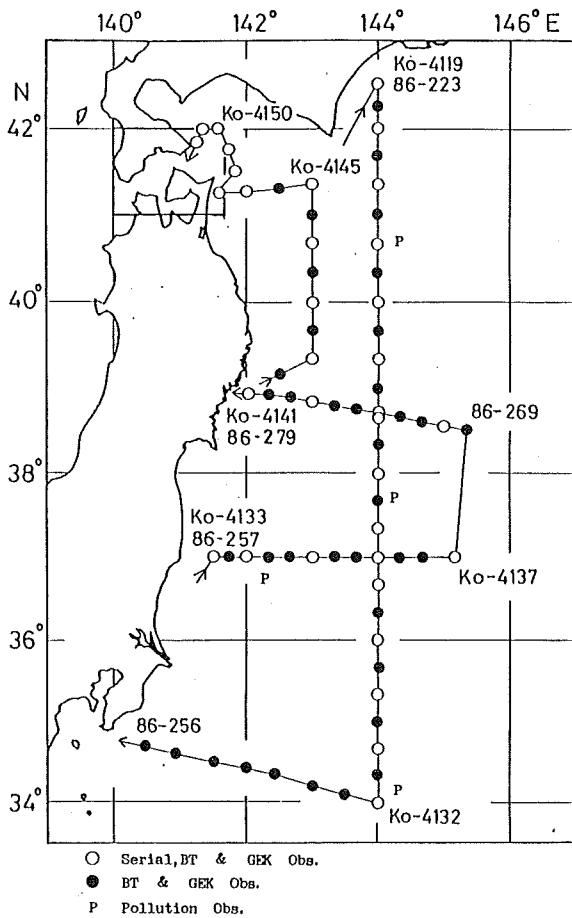 140° 142° 144° 146° E
N
42°
40°
38°
36°
34°
Ko-4119
86-223
Ko-4150
Ko-4145
P
Ko-4141
86-279
86-269
P
Ko-4133
86-257
P
Ko-4137
86-256
P
Ko-4132
Serial,BT & GEK Obs.
BT & GEK Obs.
P Pollution Obs.